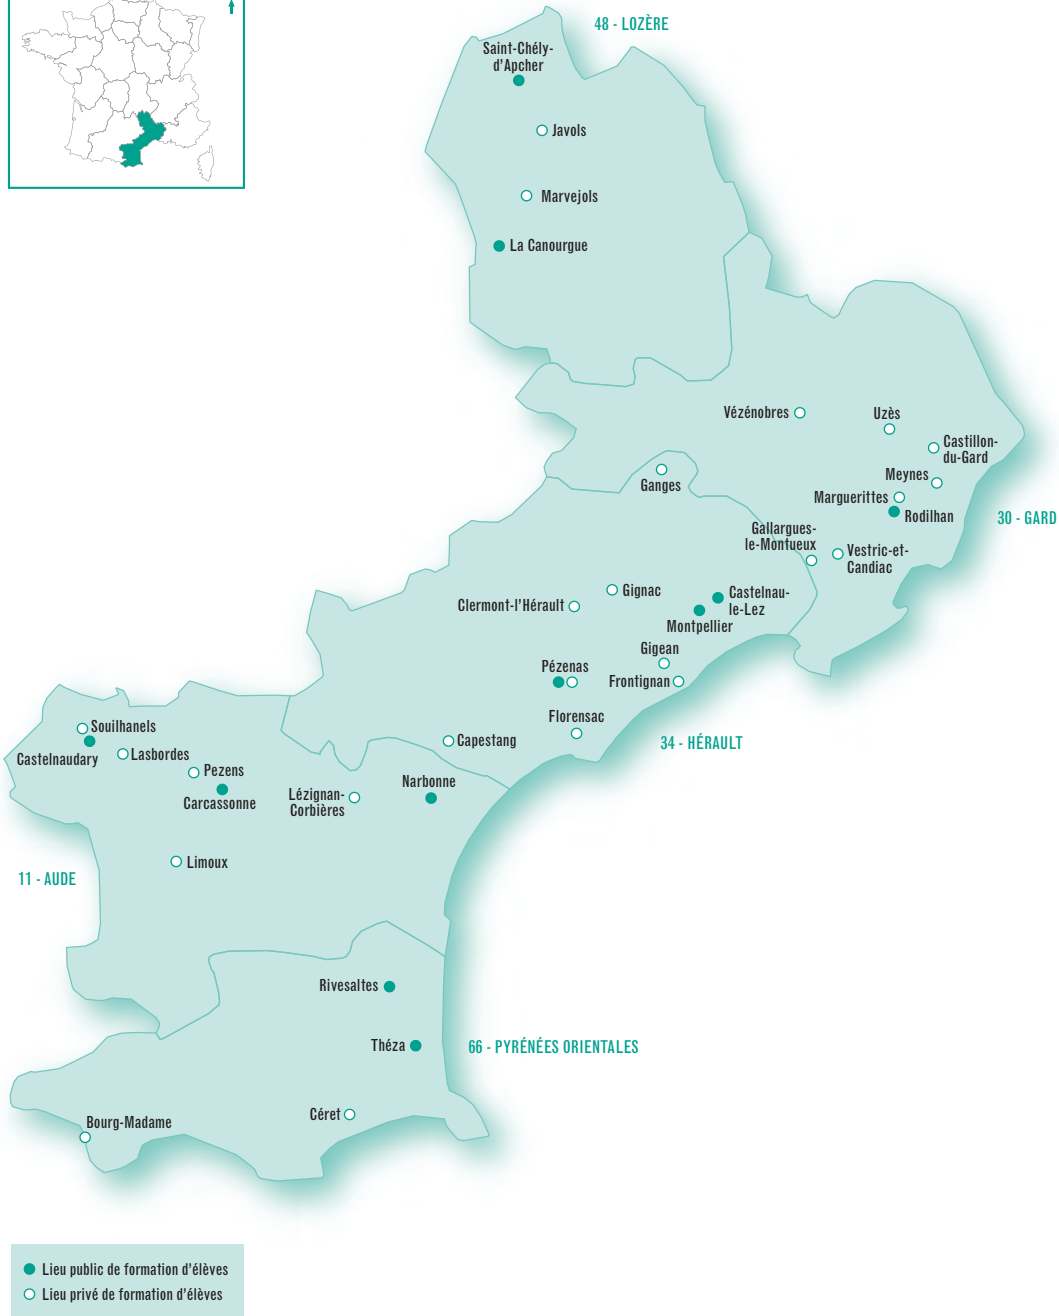 48 - LOZÈRE
Saint-Chély-
d'Apcher
Javols
Marvejols
La Canourgue
Vézénobres
Uzès
Castillon-
du-Gard
Meynes
Ganges
Marguerittes
Rodilhan
30 - GARD
Gallargues-
le-Montueux
Vestric-et-
Candiac
Gignac
Castelnau-
le-Lez
Clermont-l'Hérault
Montpellier
Gigean
Pézenas
Frontignan
Florensac
Souilhanels
Capestang
34 - HÉRAULT
Castelnaudary
Lasbordes
Pezens
Narbonne
Carcassonne
Lézignan-
Corbières
Limoux
11 - AUDE
Rivesaltes
Théza
66 - PYRÉNÉES ORIENTALES
Céret
Bourg-Madame
Lieu public de formation d'élèves
Lieu privé de formation d'élèves